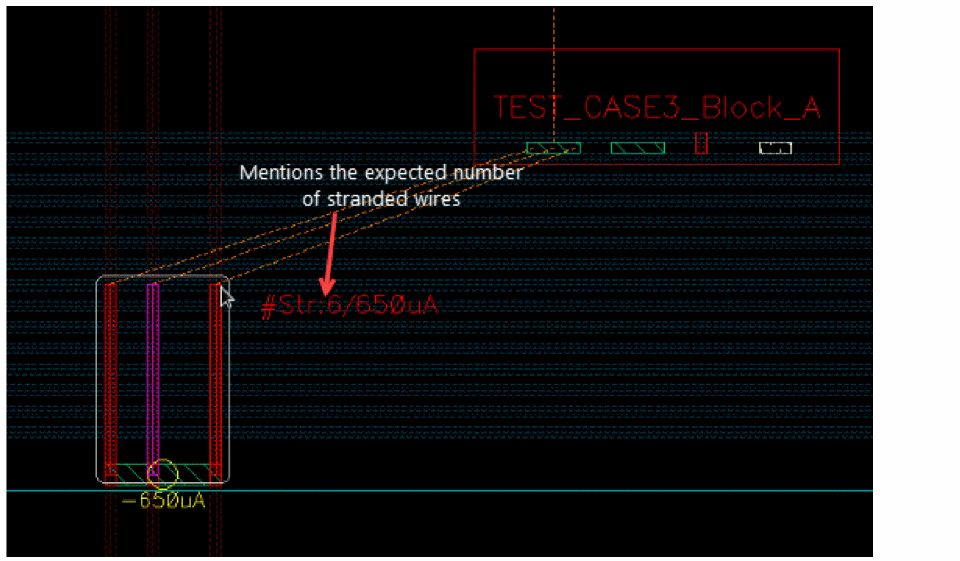 TEST_CASE3_Block_A
Mentions the expected number
of stranded wires
#Str:6/650uA
-650uA